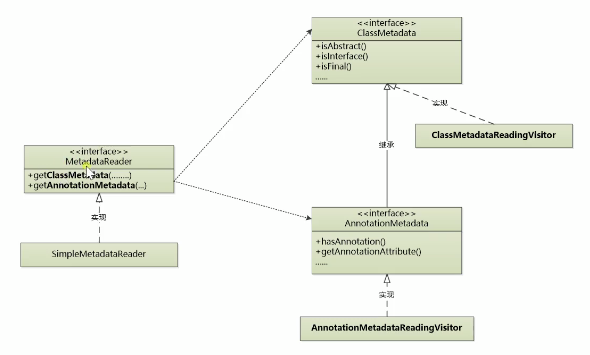 <<interface>>
ClassMetadata
+isAbstract()
+isInterface()
+isFinal()
......
实现
ClassMetadataReadingVisitor
继承
<<interface>>
MetadataReader
+getClassMetadata(........)
+getAnnotationMetadata(..)
实现
SimpleMetadataReader
<<interface>>
AnnotationMetadata
+hasAnnotation()
+getAnnotationAttribute()
......
实现
AnnotationMetadataReadingVisitor